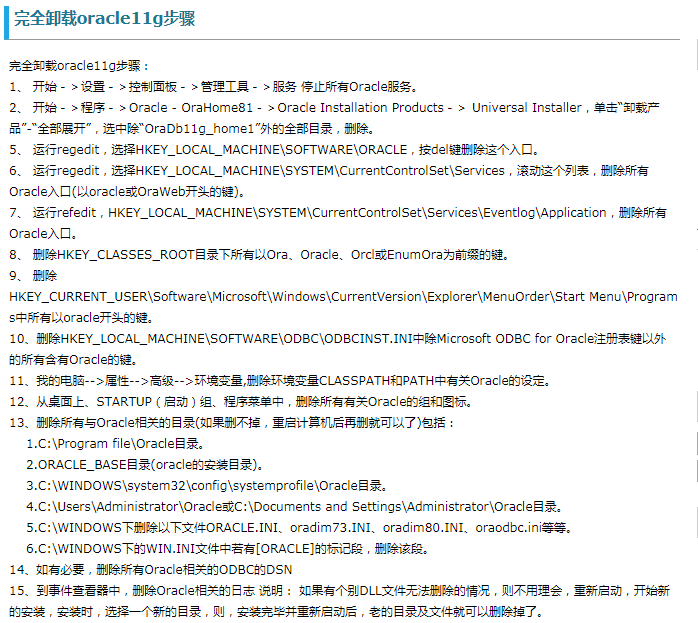 完全卸载oracle11g步骤
完全卸载oracle11g步骤：
1、 开始－＞设置－＞控制面板－＞管理工具－＞服务 停止所有Oracle服务。
2、 开始－＞程序－＞Oracle - OraHome81－＞Oracle Installation Products－＞ Universal Installer，单击“卸载产
品”-“全部展开”，选中除“OraDb11g_home1”外的全部目录，删除。
5、 运行regedit，选择HKEY_LOCAL_MACHINE\SOFTWARE\ORACLE，按del键删除这个入口。
6、 运行regedit，选择HKEY_LOCAL_MACHINE\SYSTEM\CurrentControlSet\Services，滚动这个列表，删除所有
Oracle入口(以oracle或OraWeb开头的键)。
7、 运行refedit，HKEY_LOCAL_MACHINE\SYSTEM\CurrentControlSet\Services\Eventlog\Application，删除所有
Oracle入口。
8、 删除HKEY_CLASSES_ROOT目录下所有以Ora、Oracle、Orcl或EnumOra为前缀的键。
9、 删除
HKEY_CURRENT_USER\Software\Microsoft\Windows\CurrentVersion\Explorer\MenuOrder\Start Menu\Program
s中所有以oracle开头的键。
10、删除HKEY_LOCAL_MACHINE\SOFTWARE\ODBC\ODBCINST.INI中除Microsoft ODBC for Oracle注册表键以外
的所有含有Oracle的键。
11、我的电脑-->属性-->高级-->环境变量,删除环境变量CLASSPATH和PATH中有关Oracle的设定。
12、从桌面上、STARTUP（启动）组、程序菜单中，删除所有有关Oracle的组和图标。
13、删除所有与Oracle相关的目录(如果删不掉，重启计算机后再删就可以了)包括：
1.C:\Program file\Oracle目录。
2.ORACLE_BASE目录(oracle的安装目录)。
3.C:\WINDOWS\system32\config\systemprofile\Oracle目录。
4.C:\Users\Administrator\Oracle或C:\Documents and Settings\Administrator\Oracle目录。
5.C:\WINDOWS下删除以下文件ORACLE.INI、oradim73.INI、oradim80.INI、oraodbc.ini等等。
6.C:\WINDOWS下的WIN.INI文件中若有[ORACLE]的标记段，删除该段。
14、如有必要，删除所有Oracle相关的ODBC的DSN
15、到事件查看器中，删除Oracle相关的日志 说明： 如果有个别DLL文件无法删除的情况，则不用理会，重新启动，开始新
的安装，安装时，选择一个新的目录，则，安装完毕并重新启动后，老的目录及文件就可以删除掉了。